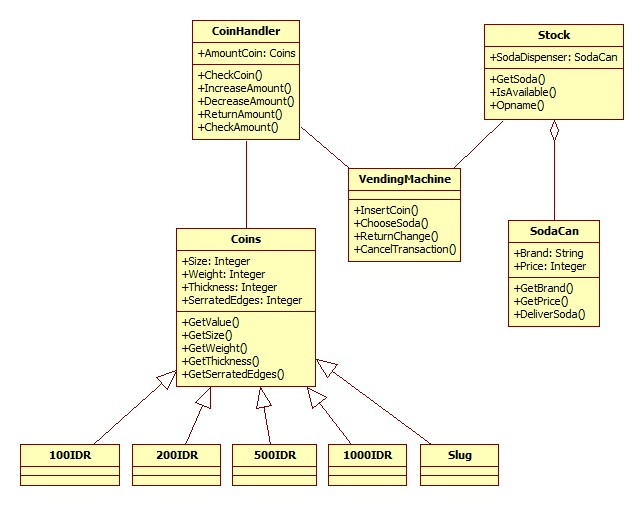 CoinHandler
+AmountCoin: Coins
+CheckCoin()
+IncreaseAmount()
+DecreaseAmount()
+ReturnAmount()
+CheckAmount()
Stock
+SodaDispenser: SodaCan
+GetSoda()
+IsAvailable()
+Opname()
VendingMachine
+InsertCoin()
+ChooseSoda()
+ReturnChange()
+CancelTransaction()
Coins
+Size: Integer
+Weight: Integer
+Thickness: Integer
+SerratedEdges: Integer
+GetValue()
+GetSize()
+GetWeight()
+GetThickness()
+GetSerratedEdges()
SodaCan
+Brand: String
+Price: Integer
+GetBrand()
+GetPrice()
+DeliverSoda()
100IDR
200IDR
500IDR
1000IDR
Slug